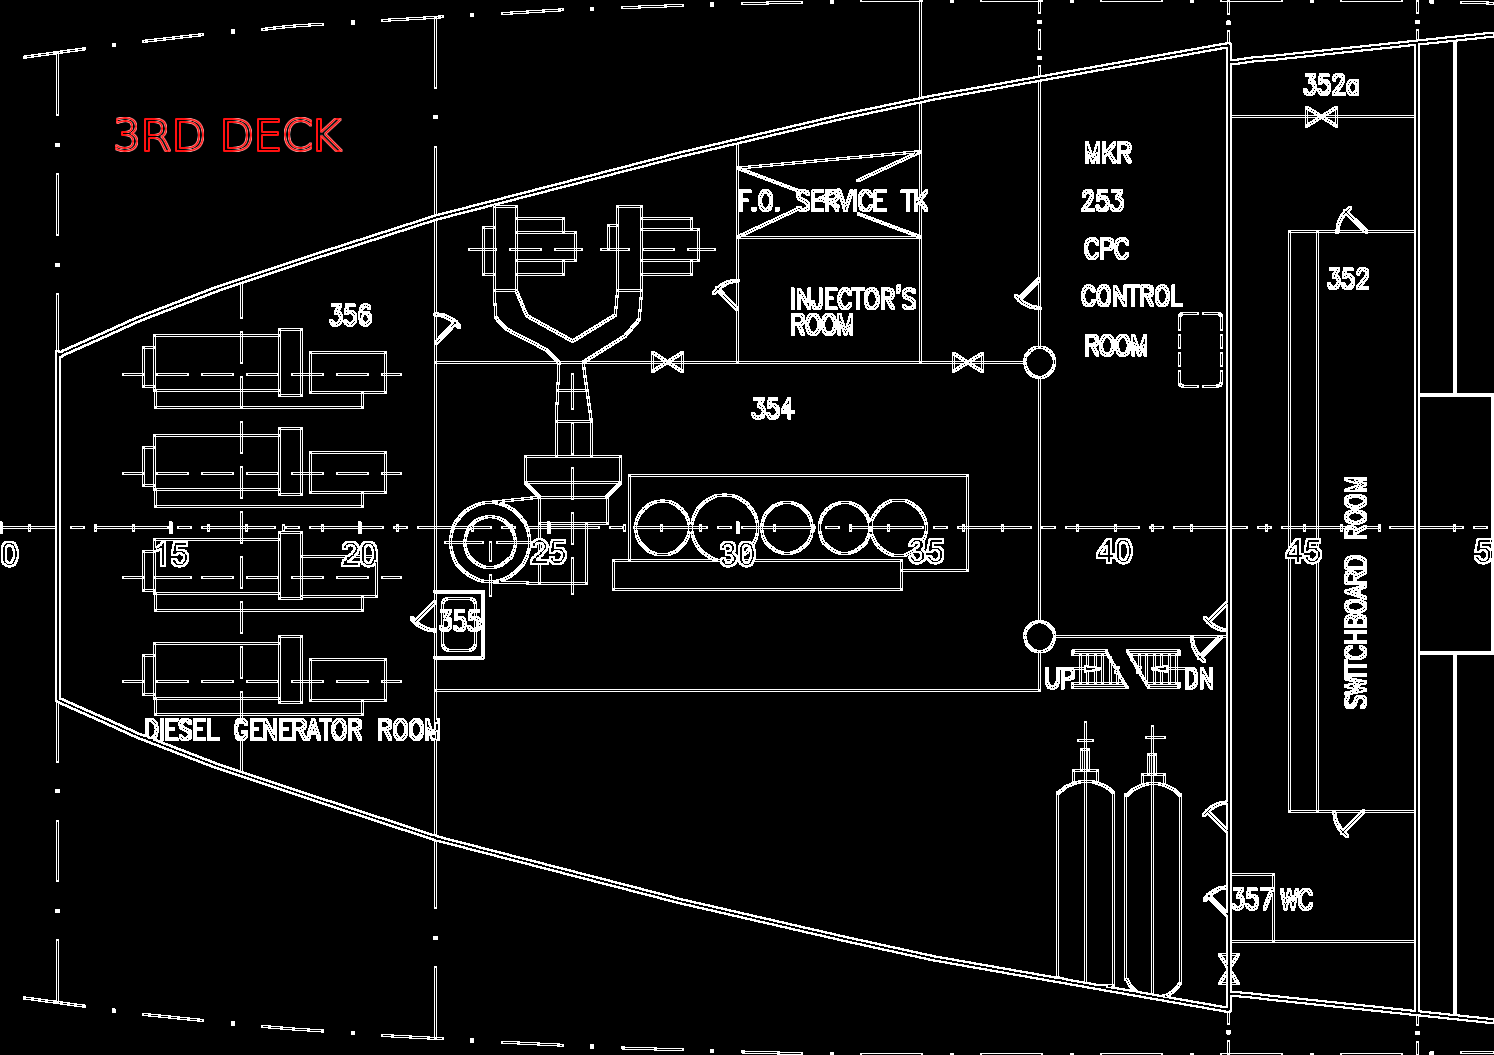 3RD DECK
352a
MKR
253
CPC
CONTROL
ROOM
F.O. SERVICE TK
INJECTOR'S
ROOM
352
356
354
0
15
20
25
30
35
40
45
5
355
SWITCHBOARD ROOM
UP
DN
DIESEL GENERATOR ROOM
357 WC